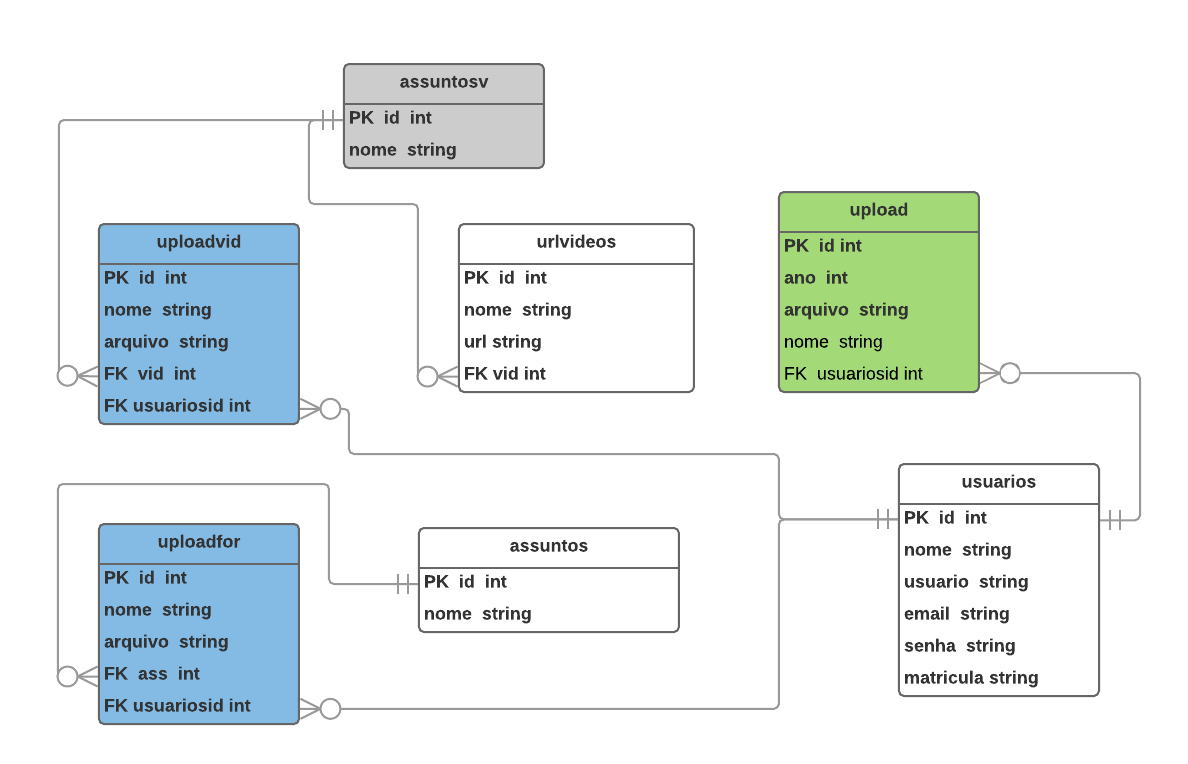 assuntosv
PK id int
nome string
uploadvid
PK id int
nome string
arquivo string
FK vid int
FK usuariosid int
urlvideos
PK id int
nome string
url string
FK vid int
upload
PK id int
ano int
arquivo string
nome string
FK usuariosid int
uploadfor
PK id int
nome string
arquivo string
FK ass int
FK usuariosid int
assuntos
PK id int
nome string
usuarios
PK id int
nome string
usuario string
email string
senha string
matricula string